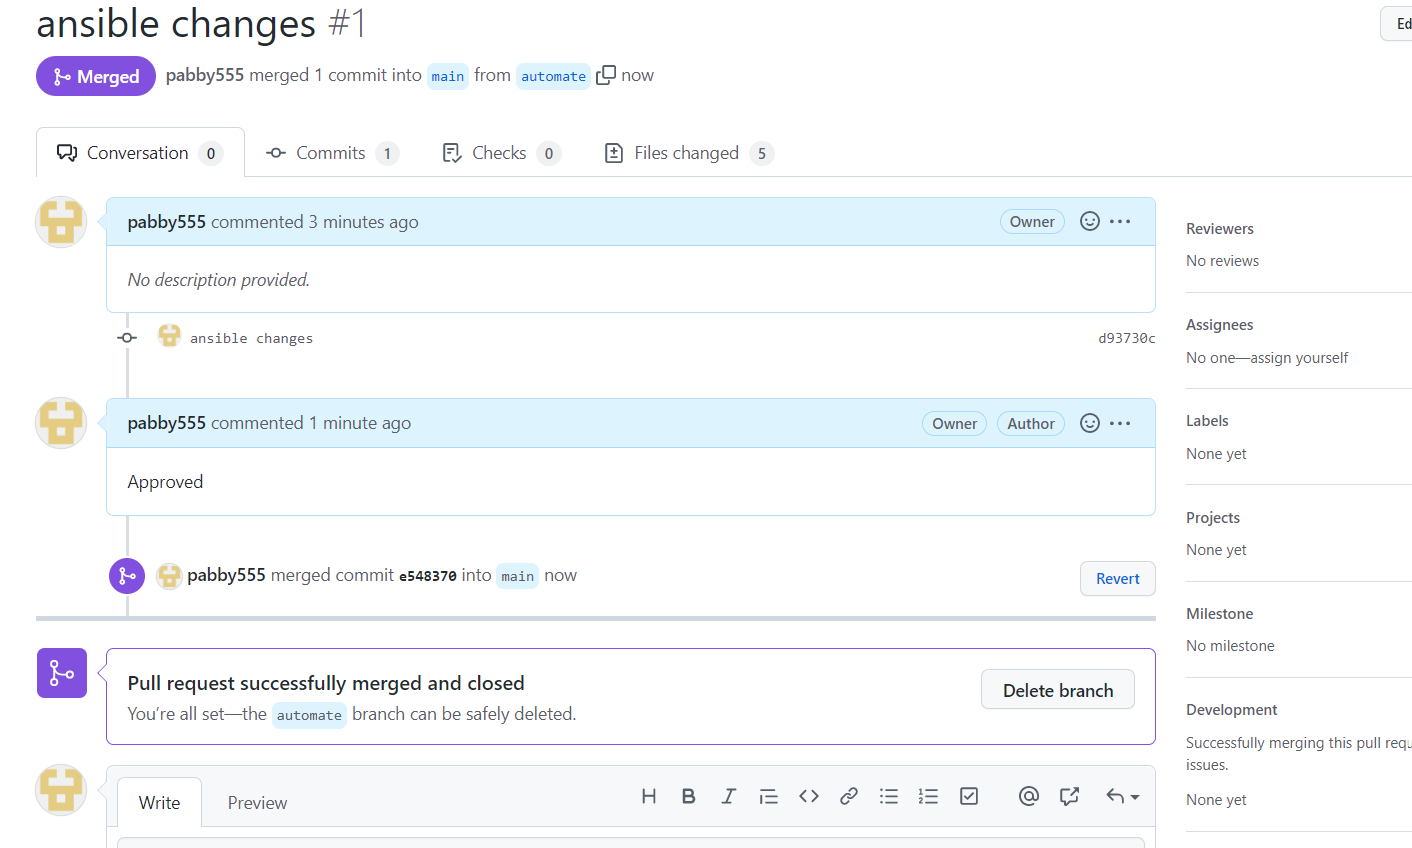 ansible changes #1
Ed
Merged pabby555 merged 1 commit into main from automate now
Conversation 0 Commits 1 Checks 0 Files changed 5
pabby555 commented 3 minutes ago Owner
No description provided.
ansible changes d93730c
pabby555 commented 1 minute ago Owner Author
Approved
pabby555 merged commit e548370 into main now Revert
Pull request successfully merged and closed
You’re all set—the automate branch can be safely deleted.
Delete branch
Write Preview
Reviewers
No reviews
Assignees
No one—assign yourself
Labels
None yet
Projects
None yet
Milestone
No milestone
Development
Successfully merging this pull requ
issues.
None yet